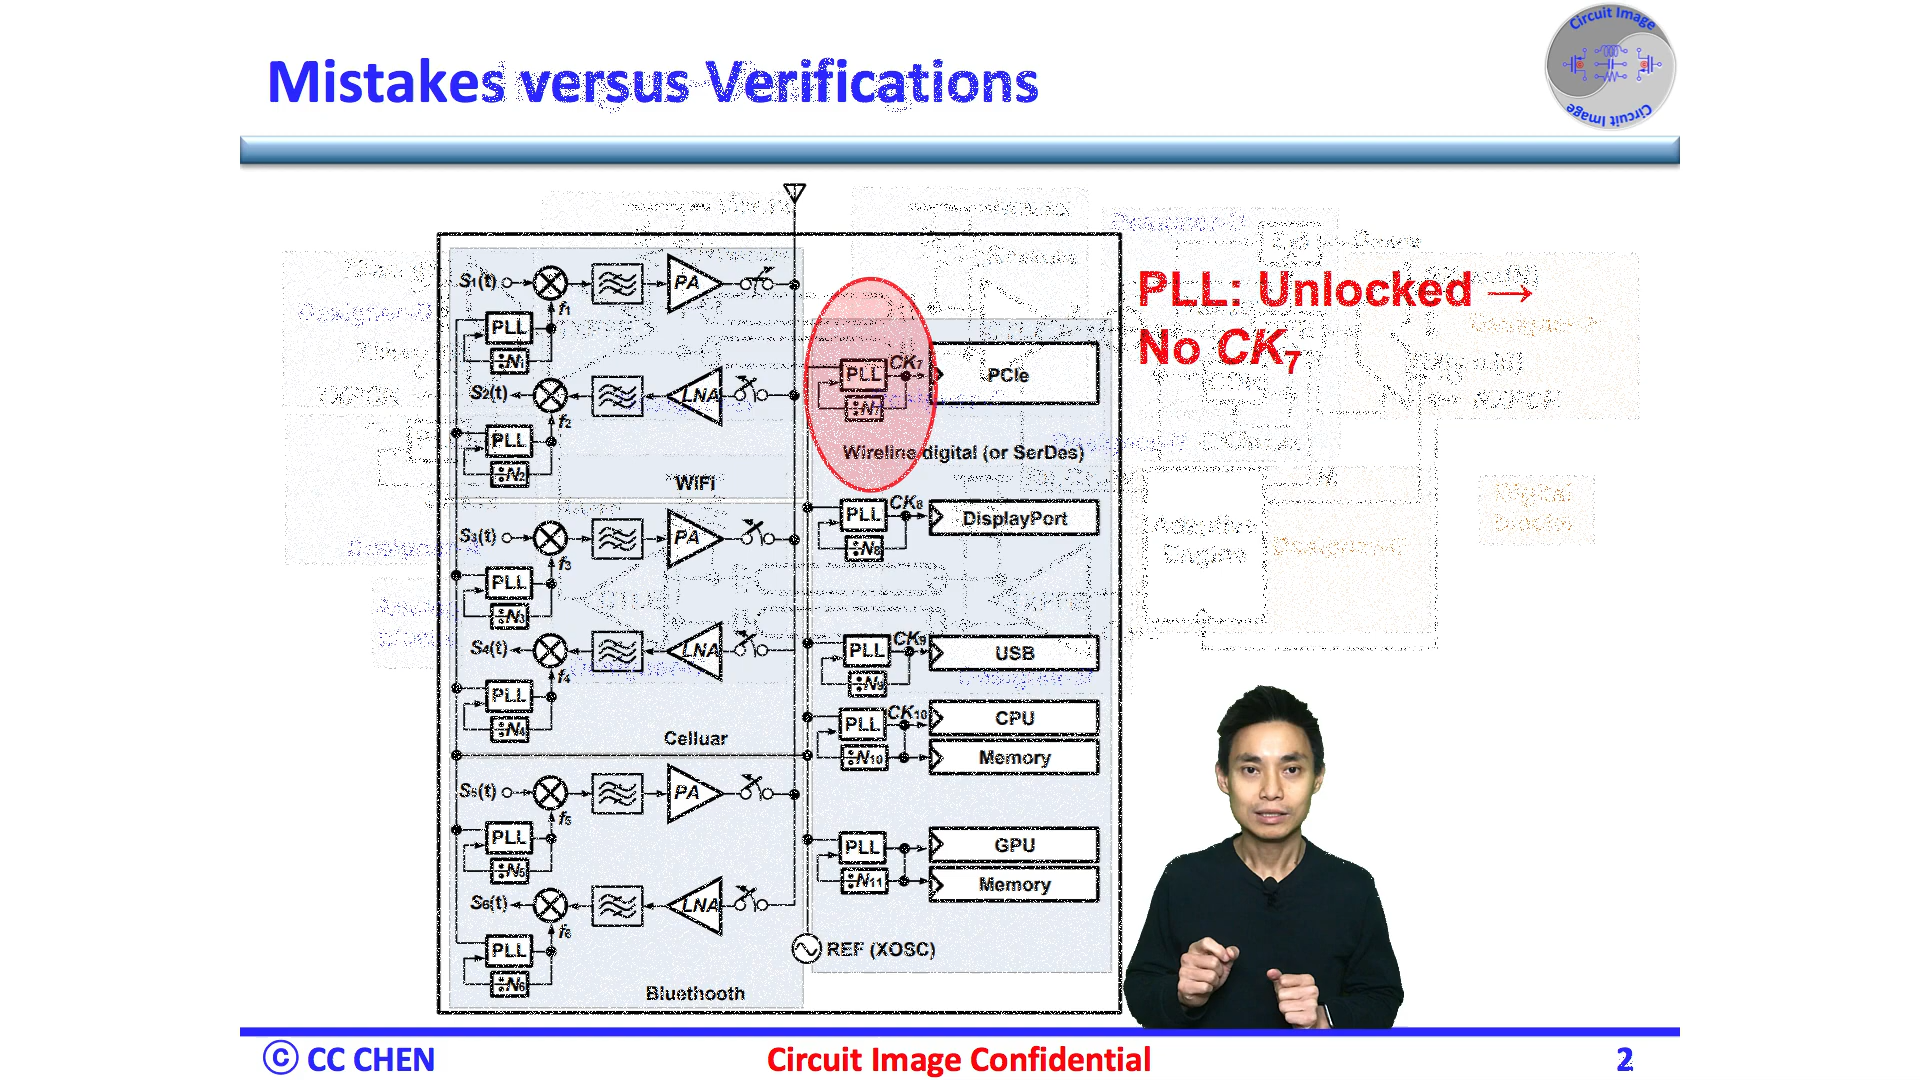 Mistakes versus Verifications
Circuit Image
Circuit Image
PLL: Unlocked →
No CK7
S1(t)
PA
f1
PLL
÷N1
S2(t)
LNA
f2
PLL
÷N2
WiFi
S3(t)
PA
f3
PLL
÷N3
S4(t)
LNA
f4
PLL
÷N4
Celluar
S5(t)
PA
f5
PLL
÷N5
S6(t)
LNA
f6
PLL
÷N6
Bluethooth
PLL
CK7
÷N7
PCIe
Wireline digital (or SerDes)
PLL
CK8
÷N8
DisplayPort
PLL
CK9
÷N9
USB
PLL
CK10
÷N10
CPU
Memory
PLL
÷N11
GPU
Memory
REF (XOSC)
Adaptive
Engine
© CC CHEN
Circuit Image Confidential
2